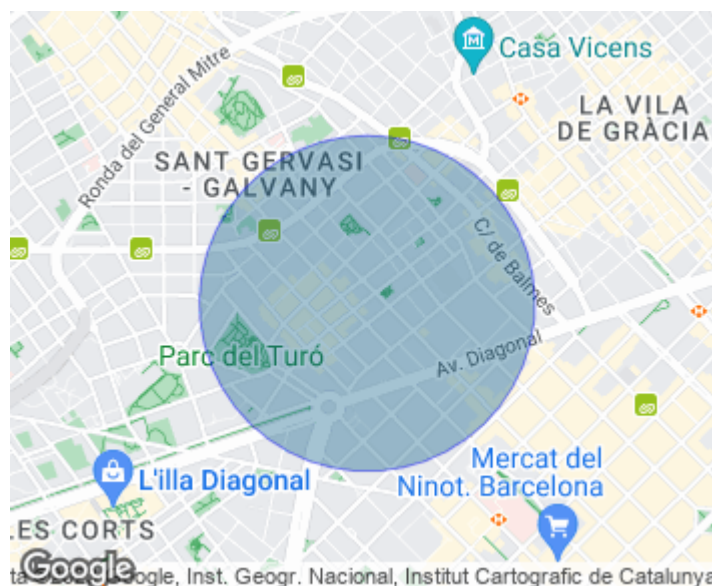 Casa Vicens
LA VILA
DE GRÀCIA
Ronda del General Mitre
SANT GERVASI
- GALVANY
C/ de Balmes
Parc del Turó
Av. Diagonal
L'illa Diagonal
Mercat del
Ninot. Barcelona
LES CORTS
Google
Google, Inst. Geogr. Nacional, Institut Cartografic de Catalunya